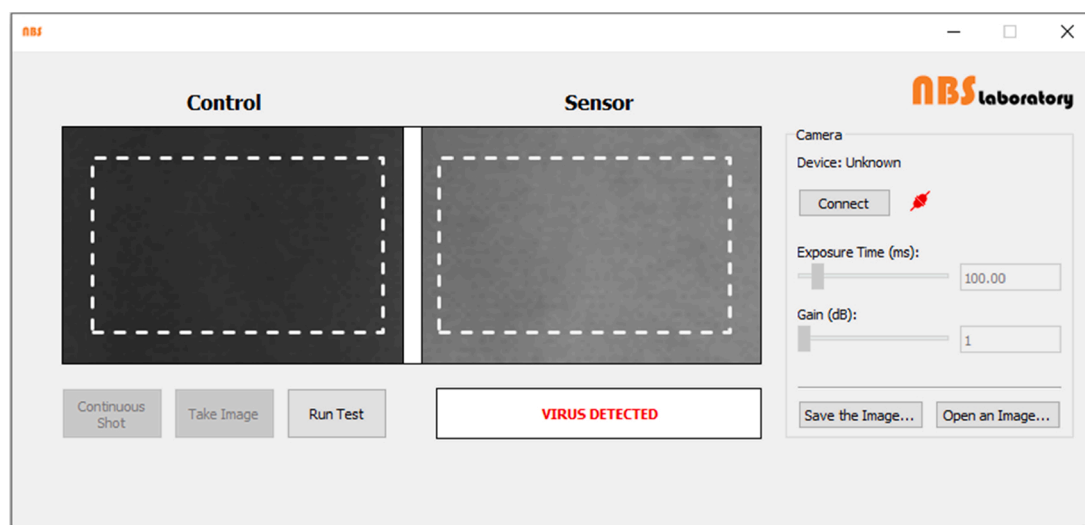 NBS
Control
Sensor
NBS Laboratory
Camera
Device: Unknown
Connect
Exposure Time (ms):
100.00
Gain (dB):
1
Continuous
Shot
Take Image
Run Test
VIRUS DETECTED
Save the Image...
Open an Image...